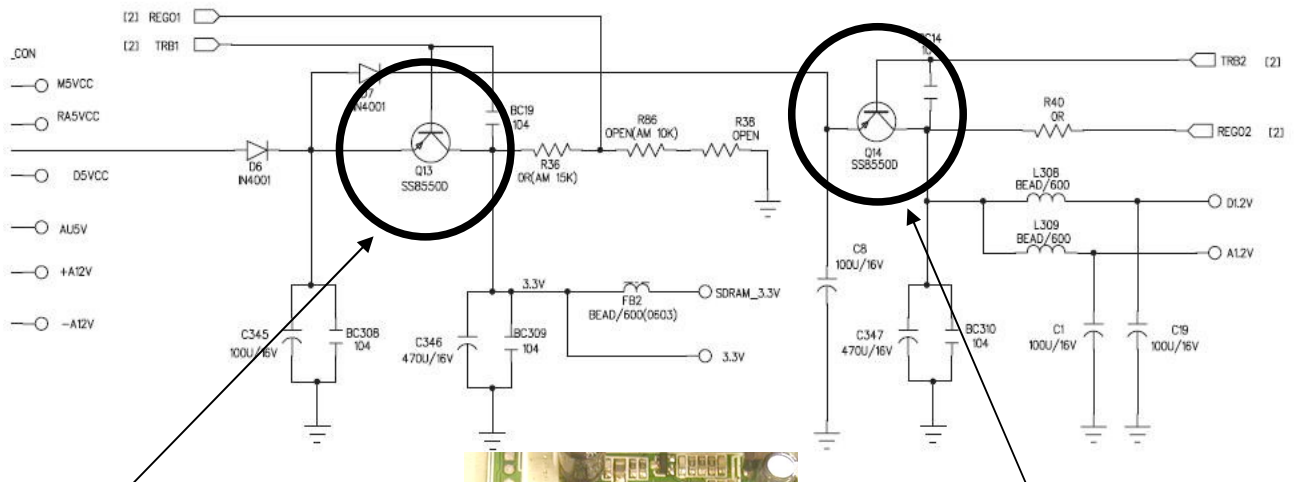 [2] REGO1
[2] TRB1
_CON
M5VCC
RA5VCC
D5VCC
AU5V
+A12V
-A12V
D6
IN4001
D7
IN4001
Q13
SS8550D
BC19
104
R36
0R(AM 15K)
R86
OPEN(AM 10K)
R38
OPEN
C345
100U/16V
BC308
104
C346
470U/16V
BC309
104
3.3V
FB2
BEAD/600(0603)
SDRAM_3.3V
3.3V
BC14
Q14
SS8550D
TRB2 [2]
R40
0R
REGO2 [2]
L308
BEAD/600
D1.2V
L309
BEAD/600
A1.2V
C8
100U/16V
C347
470U/16V
BC310
104
C1
100U/16V
C19
100U/16V